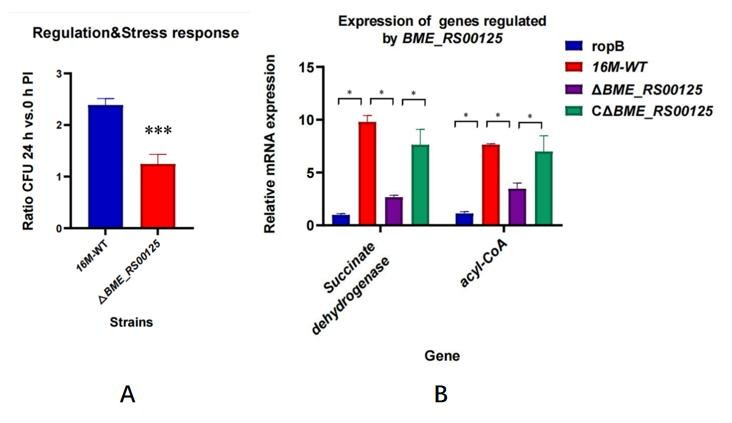 Regulation&Stress response
Ratio CFU 24 h vs.0 h PI
3
2
1
0
***
16M-WT
△BME_RS00125
Strains
A
Expression of genes regulated
by BME_RS00125
Relative mRNA expression
15
10
5
0
* * *
* * *
Succinate
dehydrogenase
acyl-CoA
Gene
B
ropB
16M-WT
ΔBME_RS00125
CΔBME_RS00125